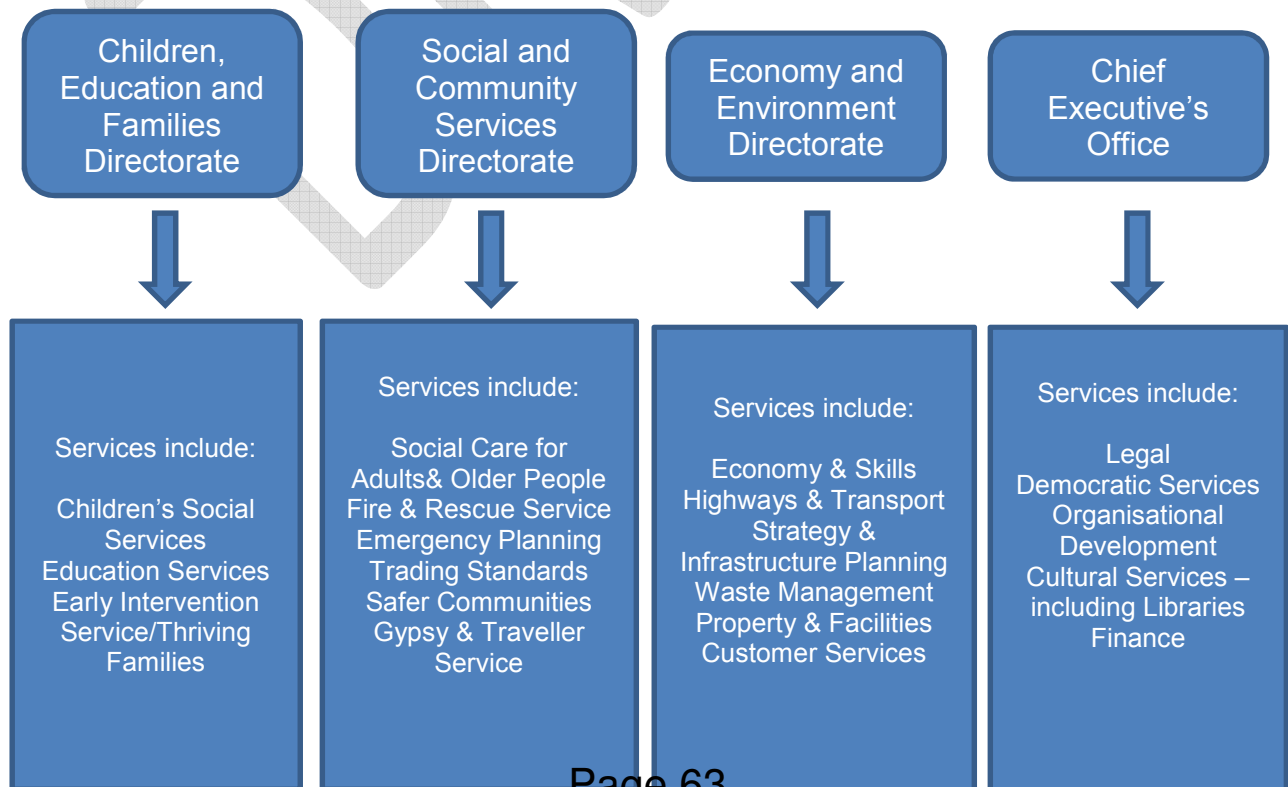 Children,
Education and
Families
Directorate
Social and
Community
Services
Directorate
Economy and
Environment
Directorate
Chief
Executive’s
Office
Services include:
Children’s Social
Services
Education Services
Early Intervention
Service/Thriving
Families
Services include:
Social Care for
Adults& Older People
Fire & Rescue Service
Emergency Planning
Trading Standards
Safer Communities
Gypsy & Traveller
Service
Services include:
Economy & Skills
Highways & Transport
Strategy &
Infrastructure Planning
Waste Management
Property & Facilities
Customer Services
Services include:
Legal
Democratic Services
Organisational
Development
Cultural Services –
including Libraries
Finance
Page 63